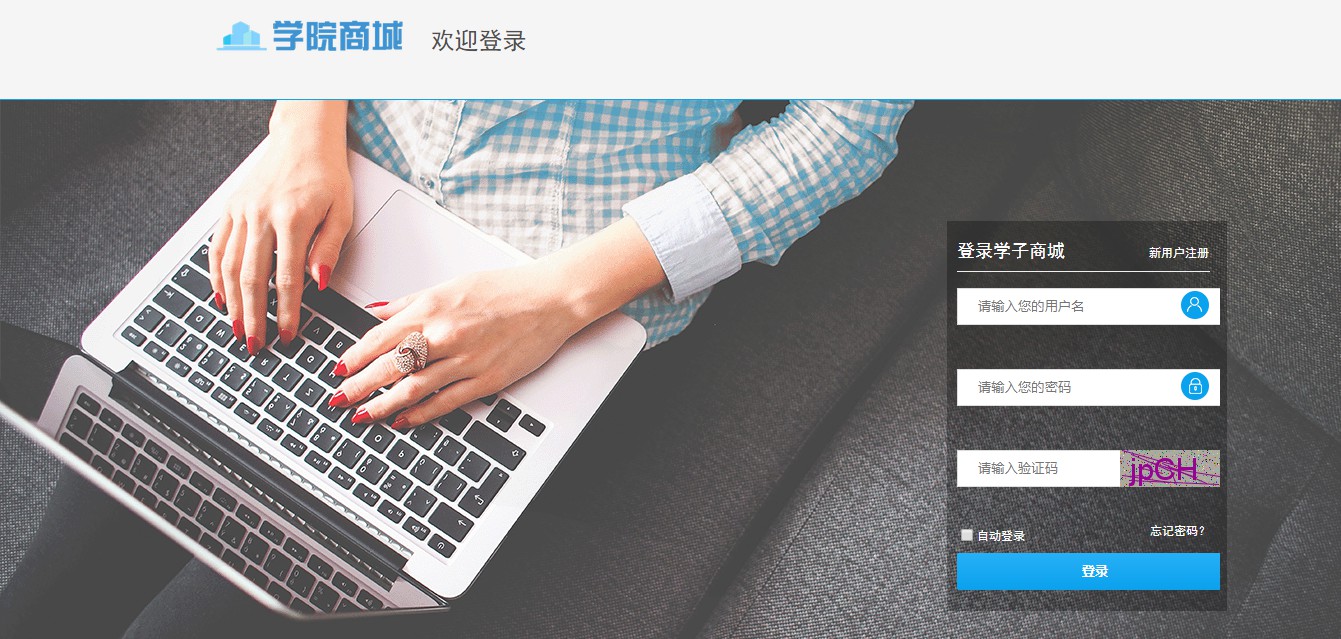 学院商城 欢迎登录
登录学子商城 新用户注册
请输入您的用户名
请输入您的密码
请输入验证码 jpCH
自动登录 忘记密码？
登录